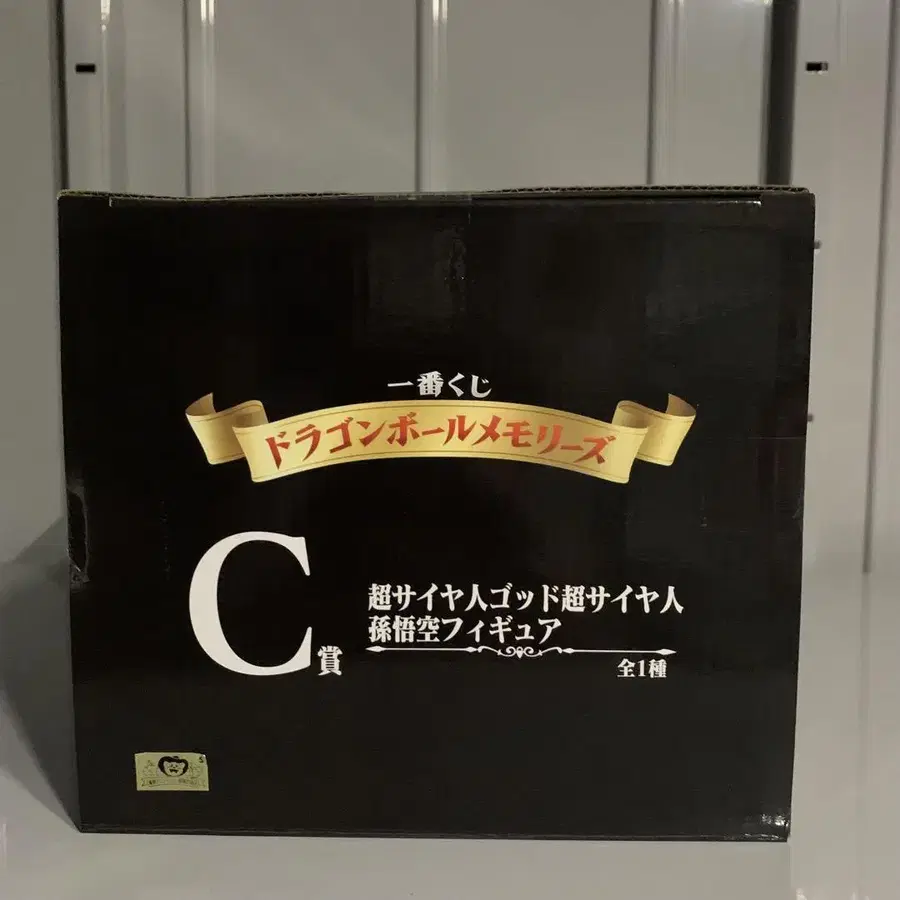 一番くじ
ドラゴンボールメモリーズ
C賞
超サイヤ人ゴッド超サイヤ人
孫悟空フィギュア
全1種